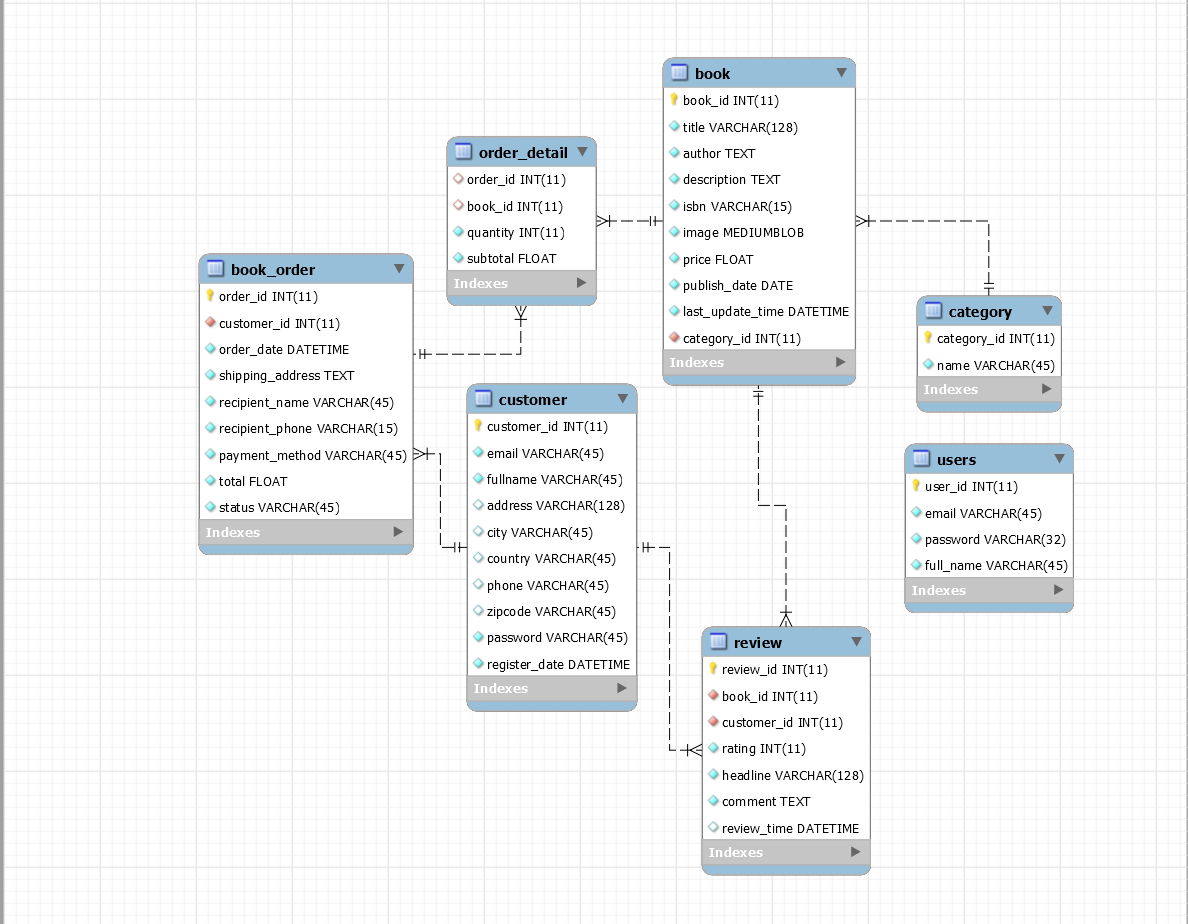 book
book_id INT(11)
title VARCHAR(128)
author TEXT
description TEXT
isbn VARCHAR(15)
image MEDIUMBLOB
price FLOAT
publish_date DATE
last_update_time DATETIME
category_id INT(11)
Indexes
order_detail
order_id INT(11)
book_id INT(11)
quantity INT(11)
subtotal FLOAT
Indexes
book_order
order_id INT(11)
customer_id INT(11)
order_date DATETIME
shipping_address TEXT
recipient_name VARCHAR(45)
recipient_phone VARCHAR(15)
payment_method VARCHAR(45)
total FLOAT
status VARCHAR(45)
Indexes
category
category_id INT(11)
name VARCHAR(45)
Indexes
customer
customer_id INT(11)
email VARCHAR(45)
fullname VARCHAR(45)
address VARCHAR(128)
city VARCHAR(45)
country VARCHAR(45)
phone VARCHAR(45)
zipcode VARCHAR(45)
password VARCHAR(45)
register_date DATETIME
Indexes
users
user_id INT(11)
email VARCHAR(45)
password VARCHAR(32)
full_name VARCHAR(45)
Indexes
review
review_id INT(11)
book_id INT(11)
customer_id INT(11)
rating INT(11)
headline VARCHAR(128)
comment TEXT
review_time DATETIME
Indexes